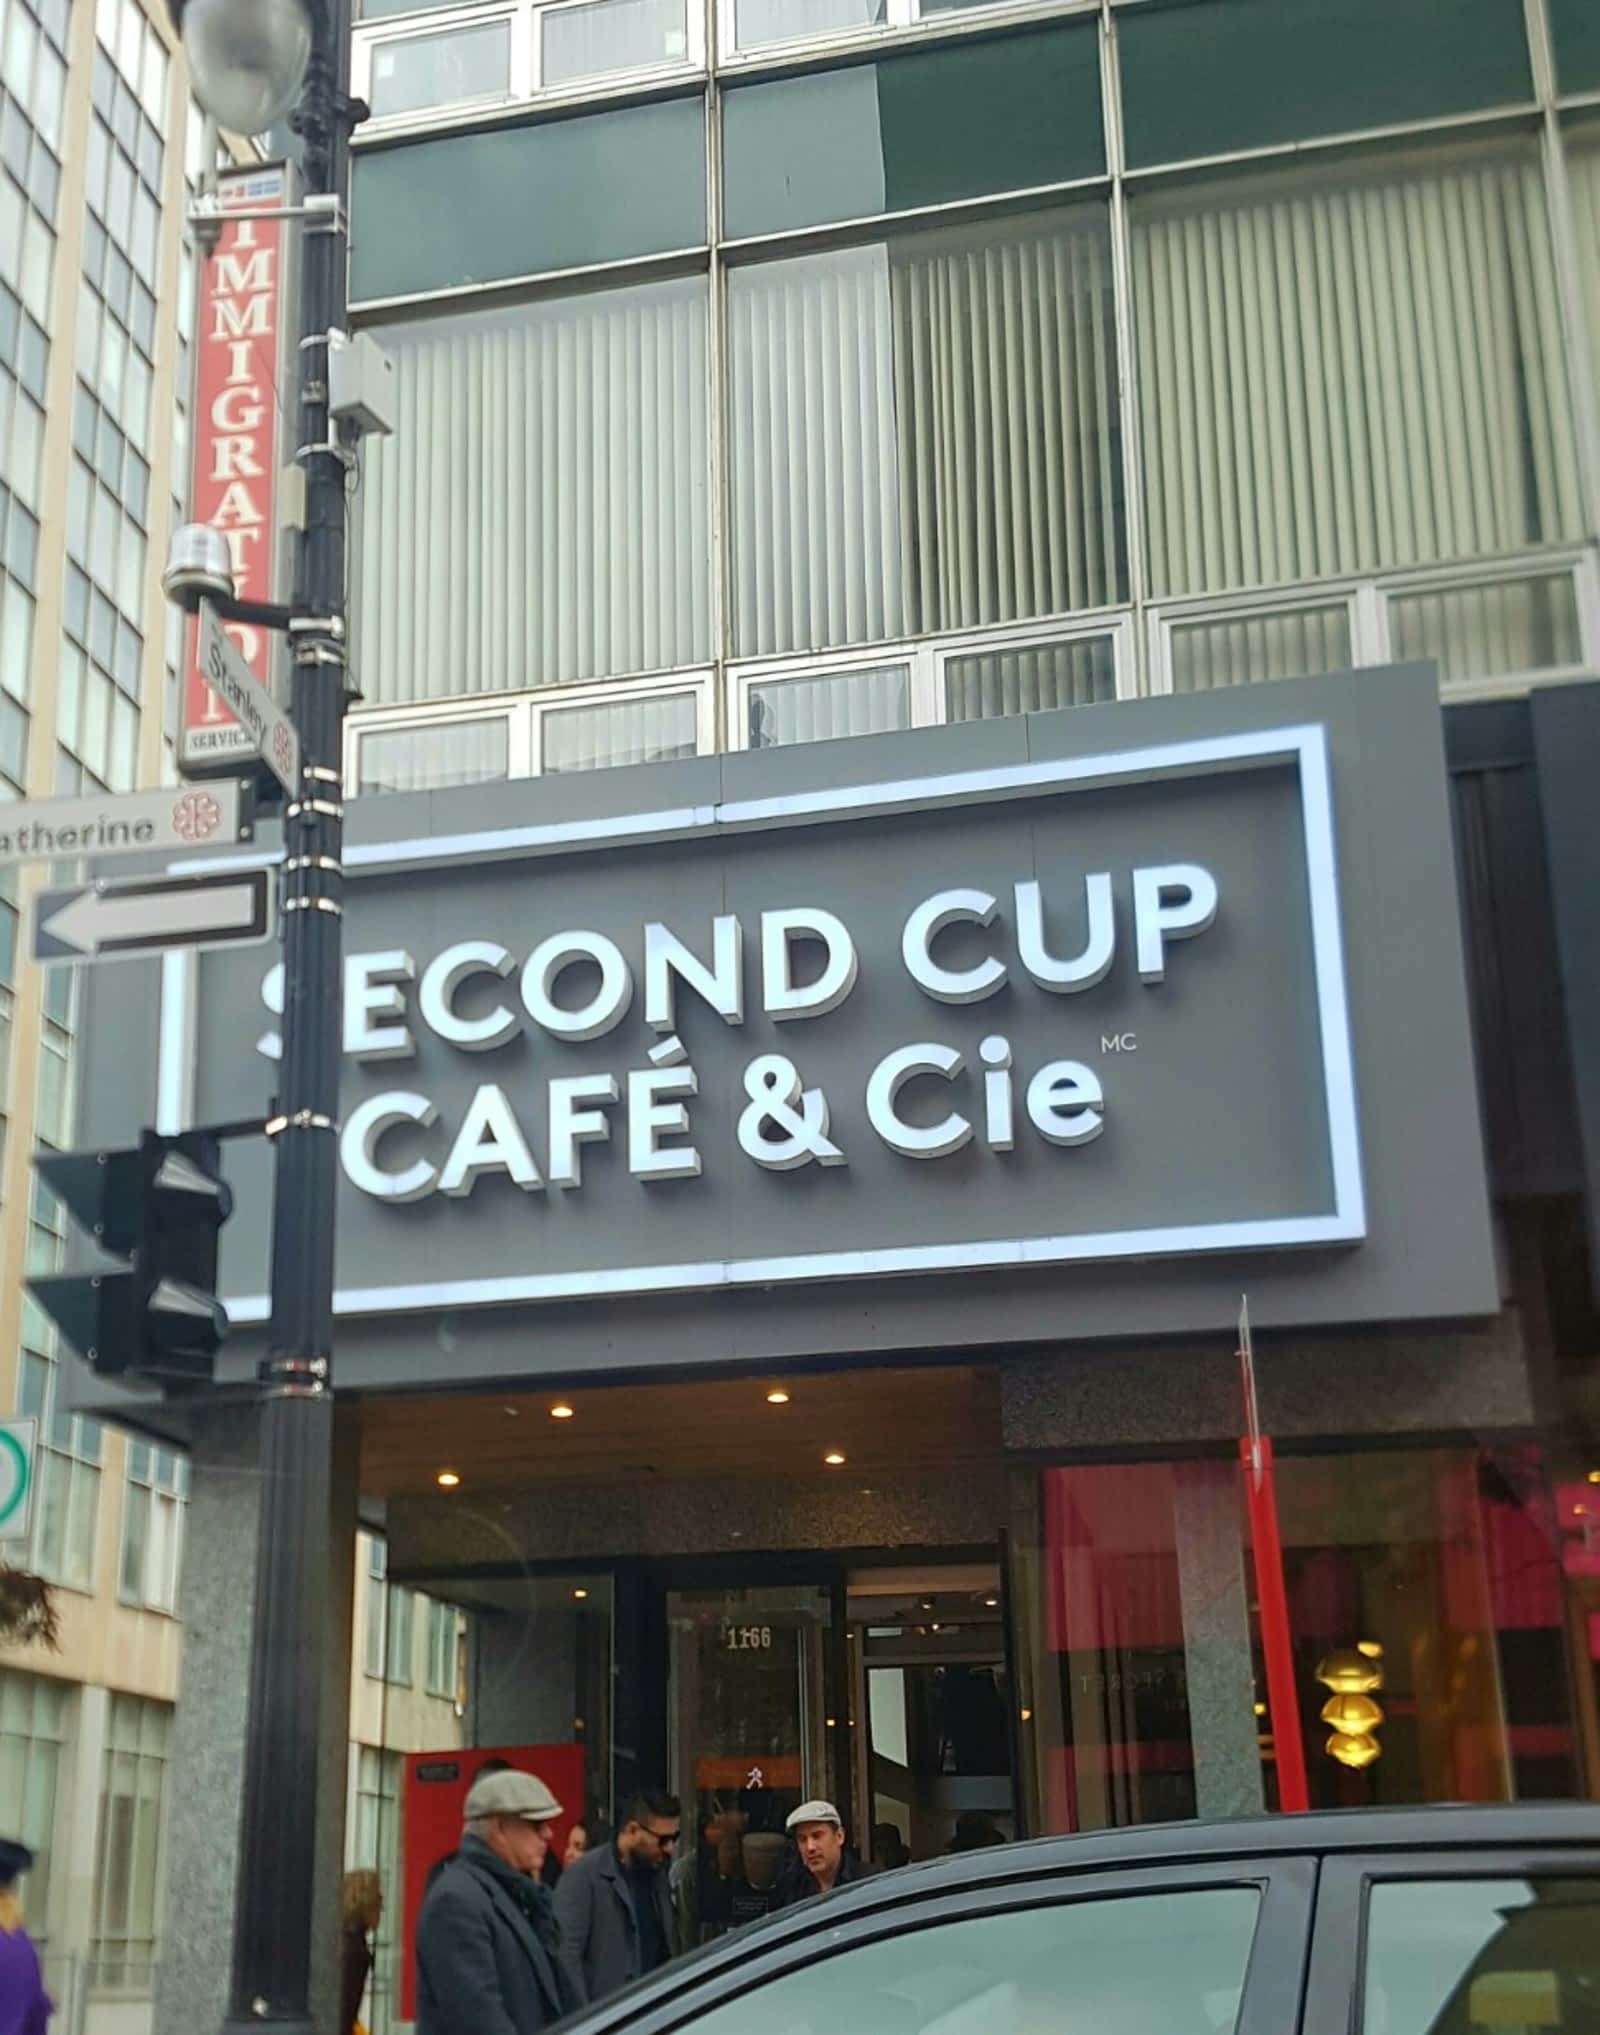 IMMIGRATION
SERVICE
Stanley
atherine
SECOND CUP
CAFÉ & Cie MC
1166